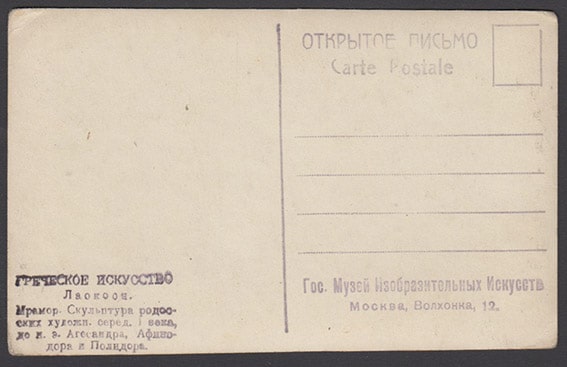 ОТКРЫТОЕ ПИСЬМО
Carte Postale
ГРЕЧЕСКОЕ ИСКУССТВО
Лаокоон.
Мрамор. Скульптура родос-
ских художн. серед. I века,
до н. э. Агесандра, Афино-
дора и Полидора.
Гос. Музей Изобразительных Искусств
Москва, Волхонка, 12.